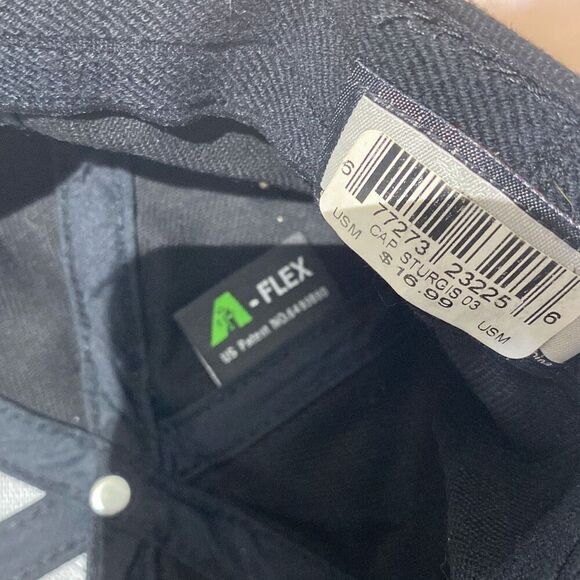 6 77273 23225 6
USM CAP STURGIS 03 USM
$ 16.99
A-FLEX
US Patent NO.